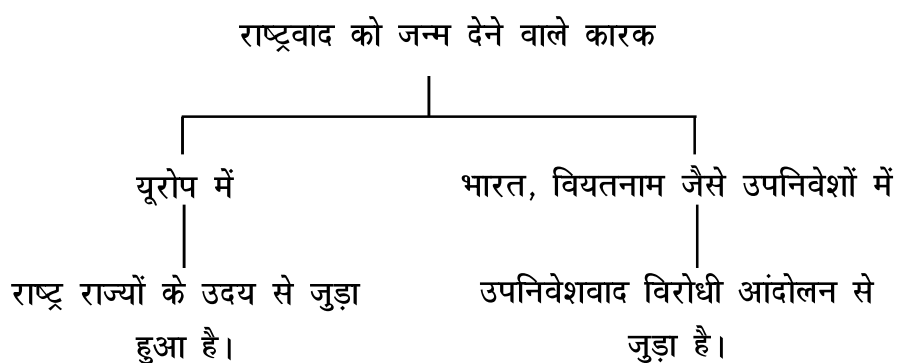 राष्ट्रवाद को जन्म देने वाले कारक
यूरोप में
भारत, वियतनाम जैसे उपनिवेशों में
राष्ट्र राज्यों के उदय से जुड़ा
हुआ है।
उपनिवेशवाद विरोधी आंदोलन से
जुड़ा है।